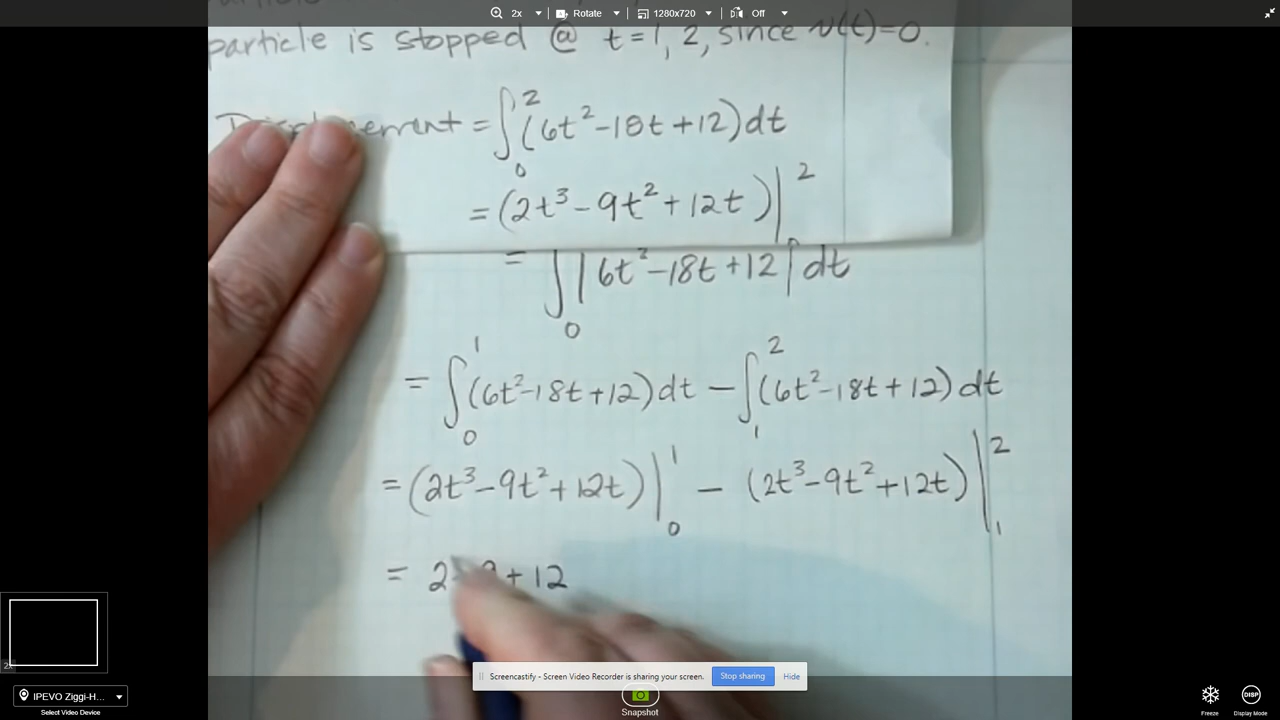 2x Rotate 1280x720 Off
particle is stopped @ t=1, 2, since v(t)=0.
Displacement = ∫₀² (6t² - 18t + 12) dt
= (2t³ - 9t² + 12t) |²
= ∫₀ |6t² - 18t + 12| dt
= ∫₀¹ (6t² - 18t + 12) dt - ∫₁² (6t² - 18t + 12) dt
= (2t³ - 9t² + 12t) |₀¹ - (2t³ - 9t² + 12t) |₁²
= 2 - 9 + 12
2x
Screencastify - Screen Video Recorder is sharing your screen. Stop sharing Hide
IPEVO Ziggi-H...
Select Video Device
Snapshot
Freeze
DISP
Display Mode